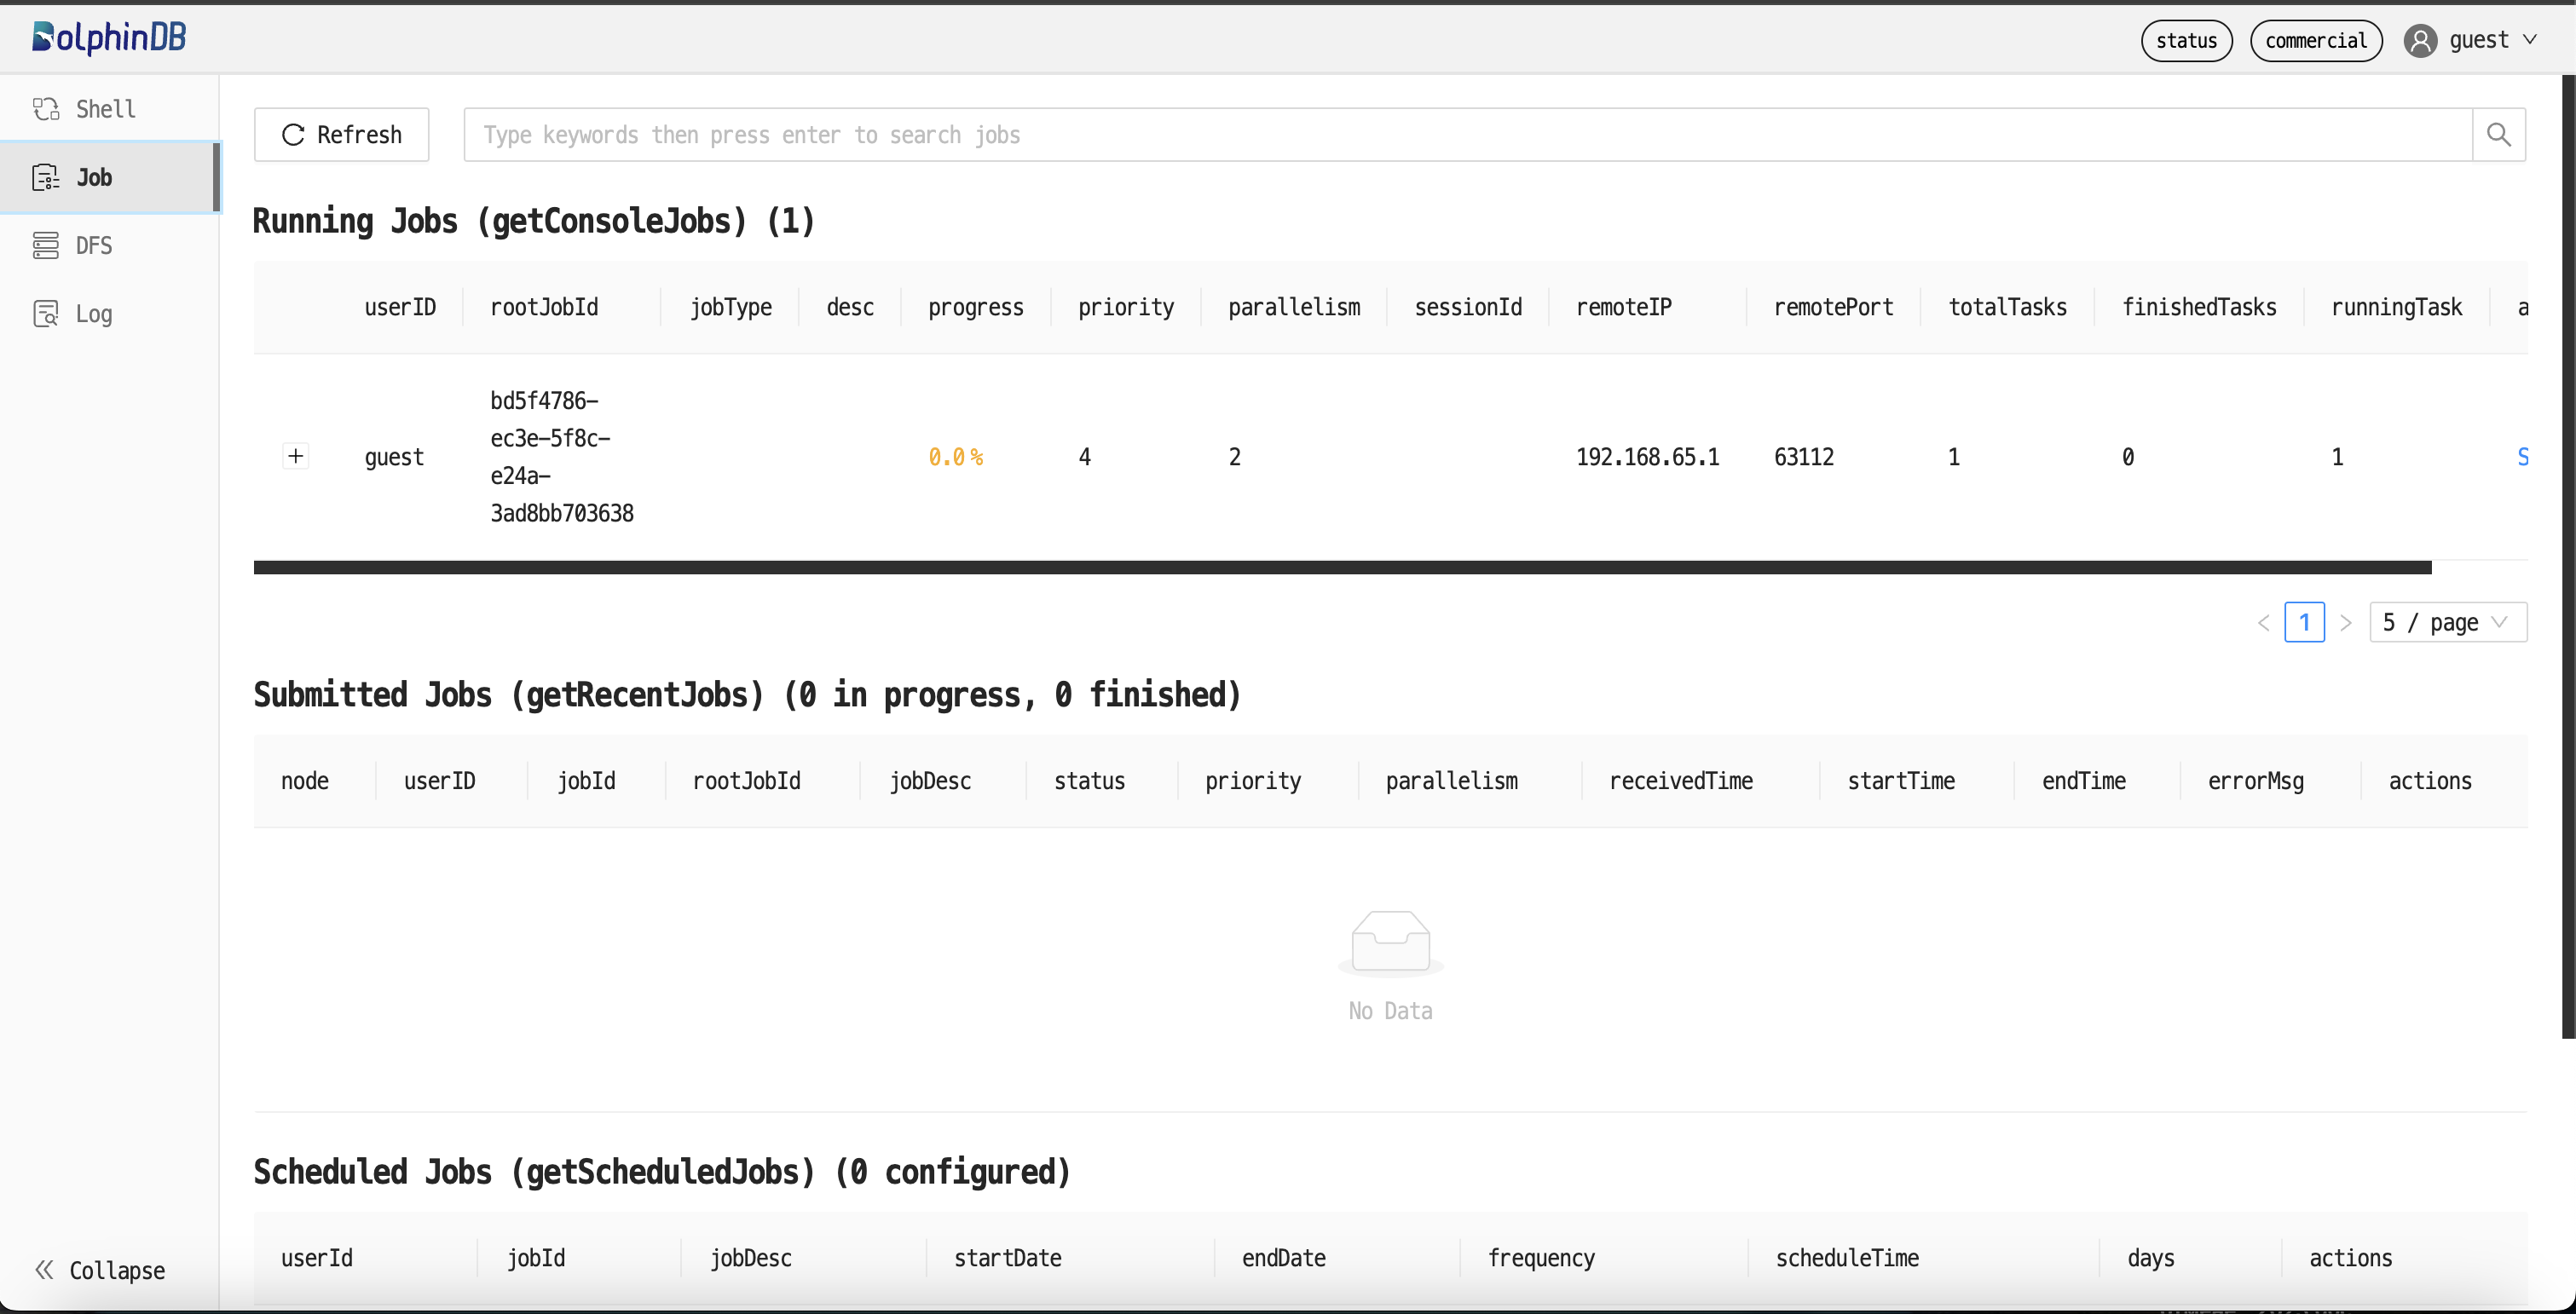 DolphinDB
status
commercial
guest
Shell
Job
DFS
Log
Collapse
Refresh
Type keywords then press enter to search jobs
Running Jobs (getConsoleJobs) (1)
userID rootJobId jobType desc progress priority parallelism sessionId remoteIP remotePort totalTasks finishedTasks runningTask a
bd5f4786-
ec3e-5f8c-
guest 0.0% 4 2 192.168.65.1 63112 1 0 1 S
e24a-
3ad8bb703638
1
5 / page
Submitted Jobs (getRecentJobs) (0 in progress, 0 finished)
node userID jobId rootJobId jobDesc status priority parallelism receivedTime startTime endTime errorMsg actions
No Data
Scheduled Jobs (getScheduledJobs) (0 configured)
userId jobId jobDesc startDate endDate frequency scheduleTime days actions